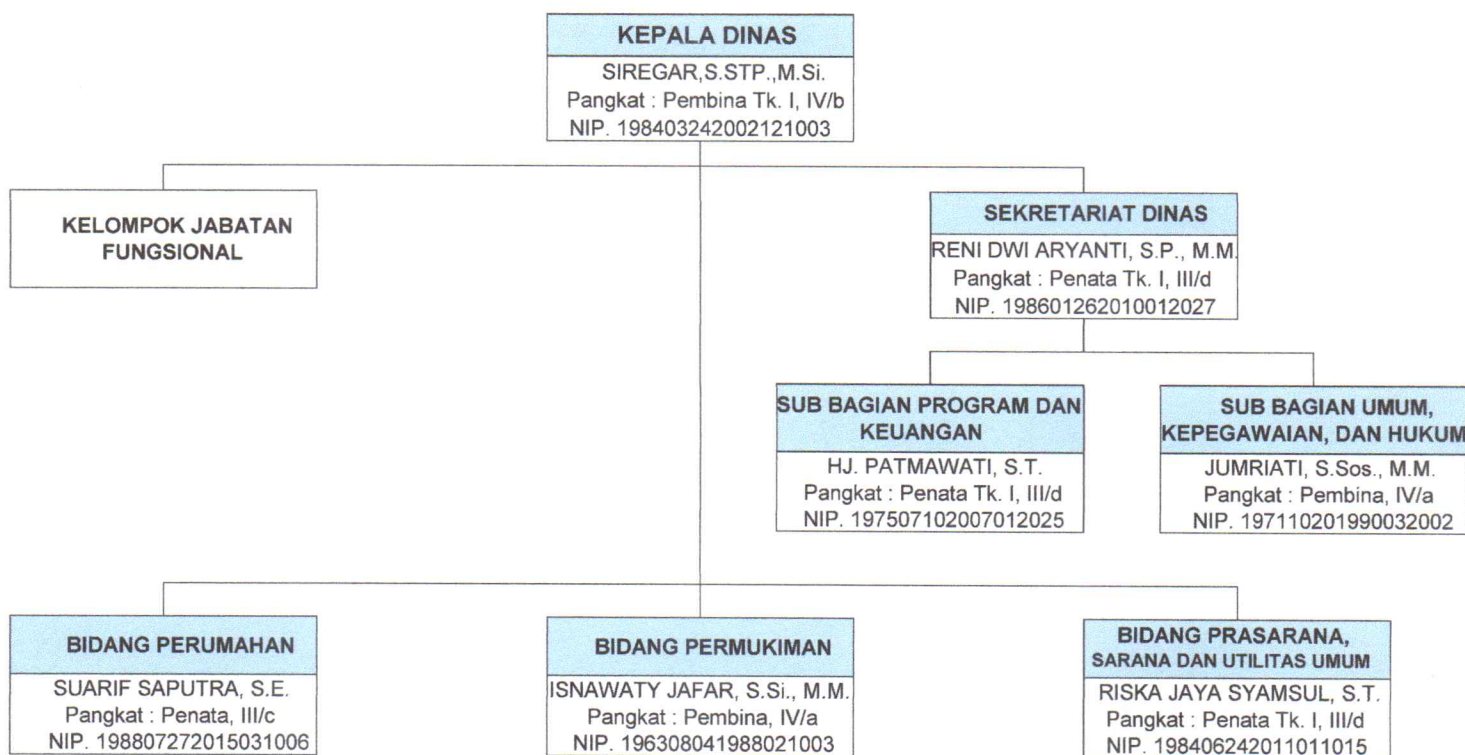 KEPALA DINAS
SIREGAR,S.STP.,M.Si.
Pangkat : Pembina Tk. I, IV/b
NIP. 198403242002121003
KELOMPOK JABATAN
FUNGSIONAL
SEKRETARIAT DINAS
RENI DWI ARYANTI, S.P., M.M.
Pangkat : Penata Tk. I, III/d
NIP. 198601262010012027
SUB BAGIAN PROGRAM DAN
KEUANGAN
HJ. PATMAWATI, S.T.
Pangkat : Penata Tk. I, III/d
NIP. 197507102007012025
SUB BAGIAN UMUM,
KEPEGAWAIAN, DAN HUKUM
JUMRIATI, S.Sos., M.M.
Pangkat : Pembina, IV/a
NIP. 197110201990032002
BIDANG PERUMAHAN
SUARIF SAPUTRA, S.E.
Pangkat : Penata, III/c
NIP. 198807272015031006
BIDANG PERMUKIMAN
ISNAWATY JAFAR, S.Si., M.M.
Pangkat : Pembina, IV/a
NIP. 196308041988021003
BIDANG PRASARANA,
SARANA DAN UTILITAS UMUM
RISKA JAYA SYAMSUL, S.T.
Pangkat : Penata Tk. I, III/d
NIP. 198406242011011015